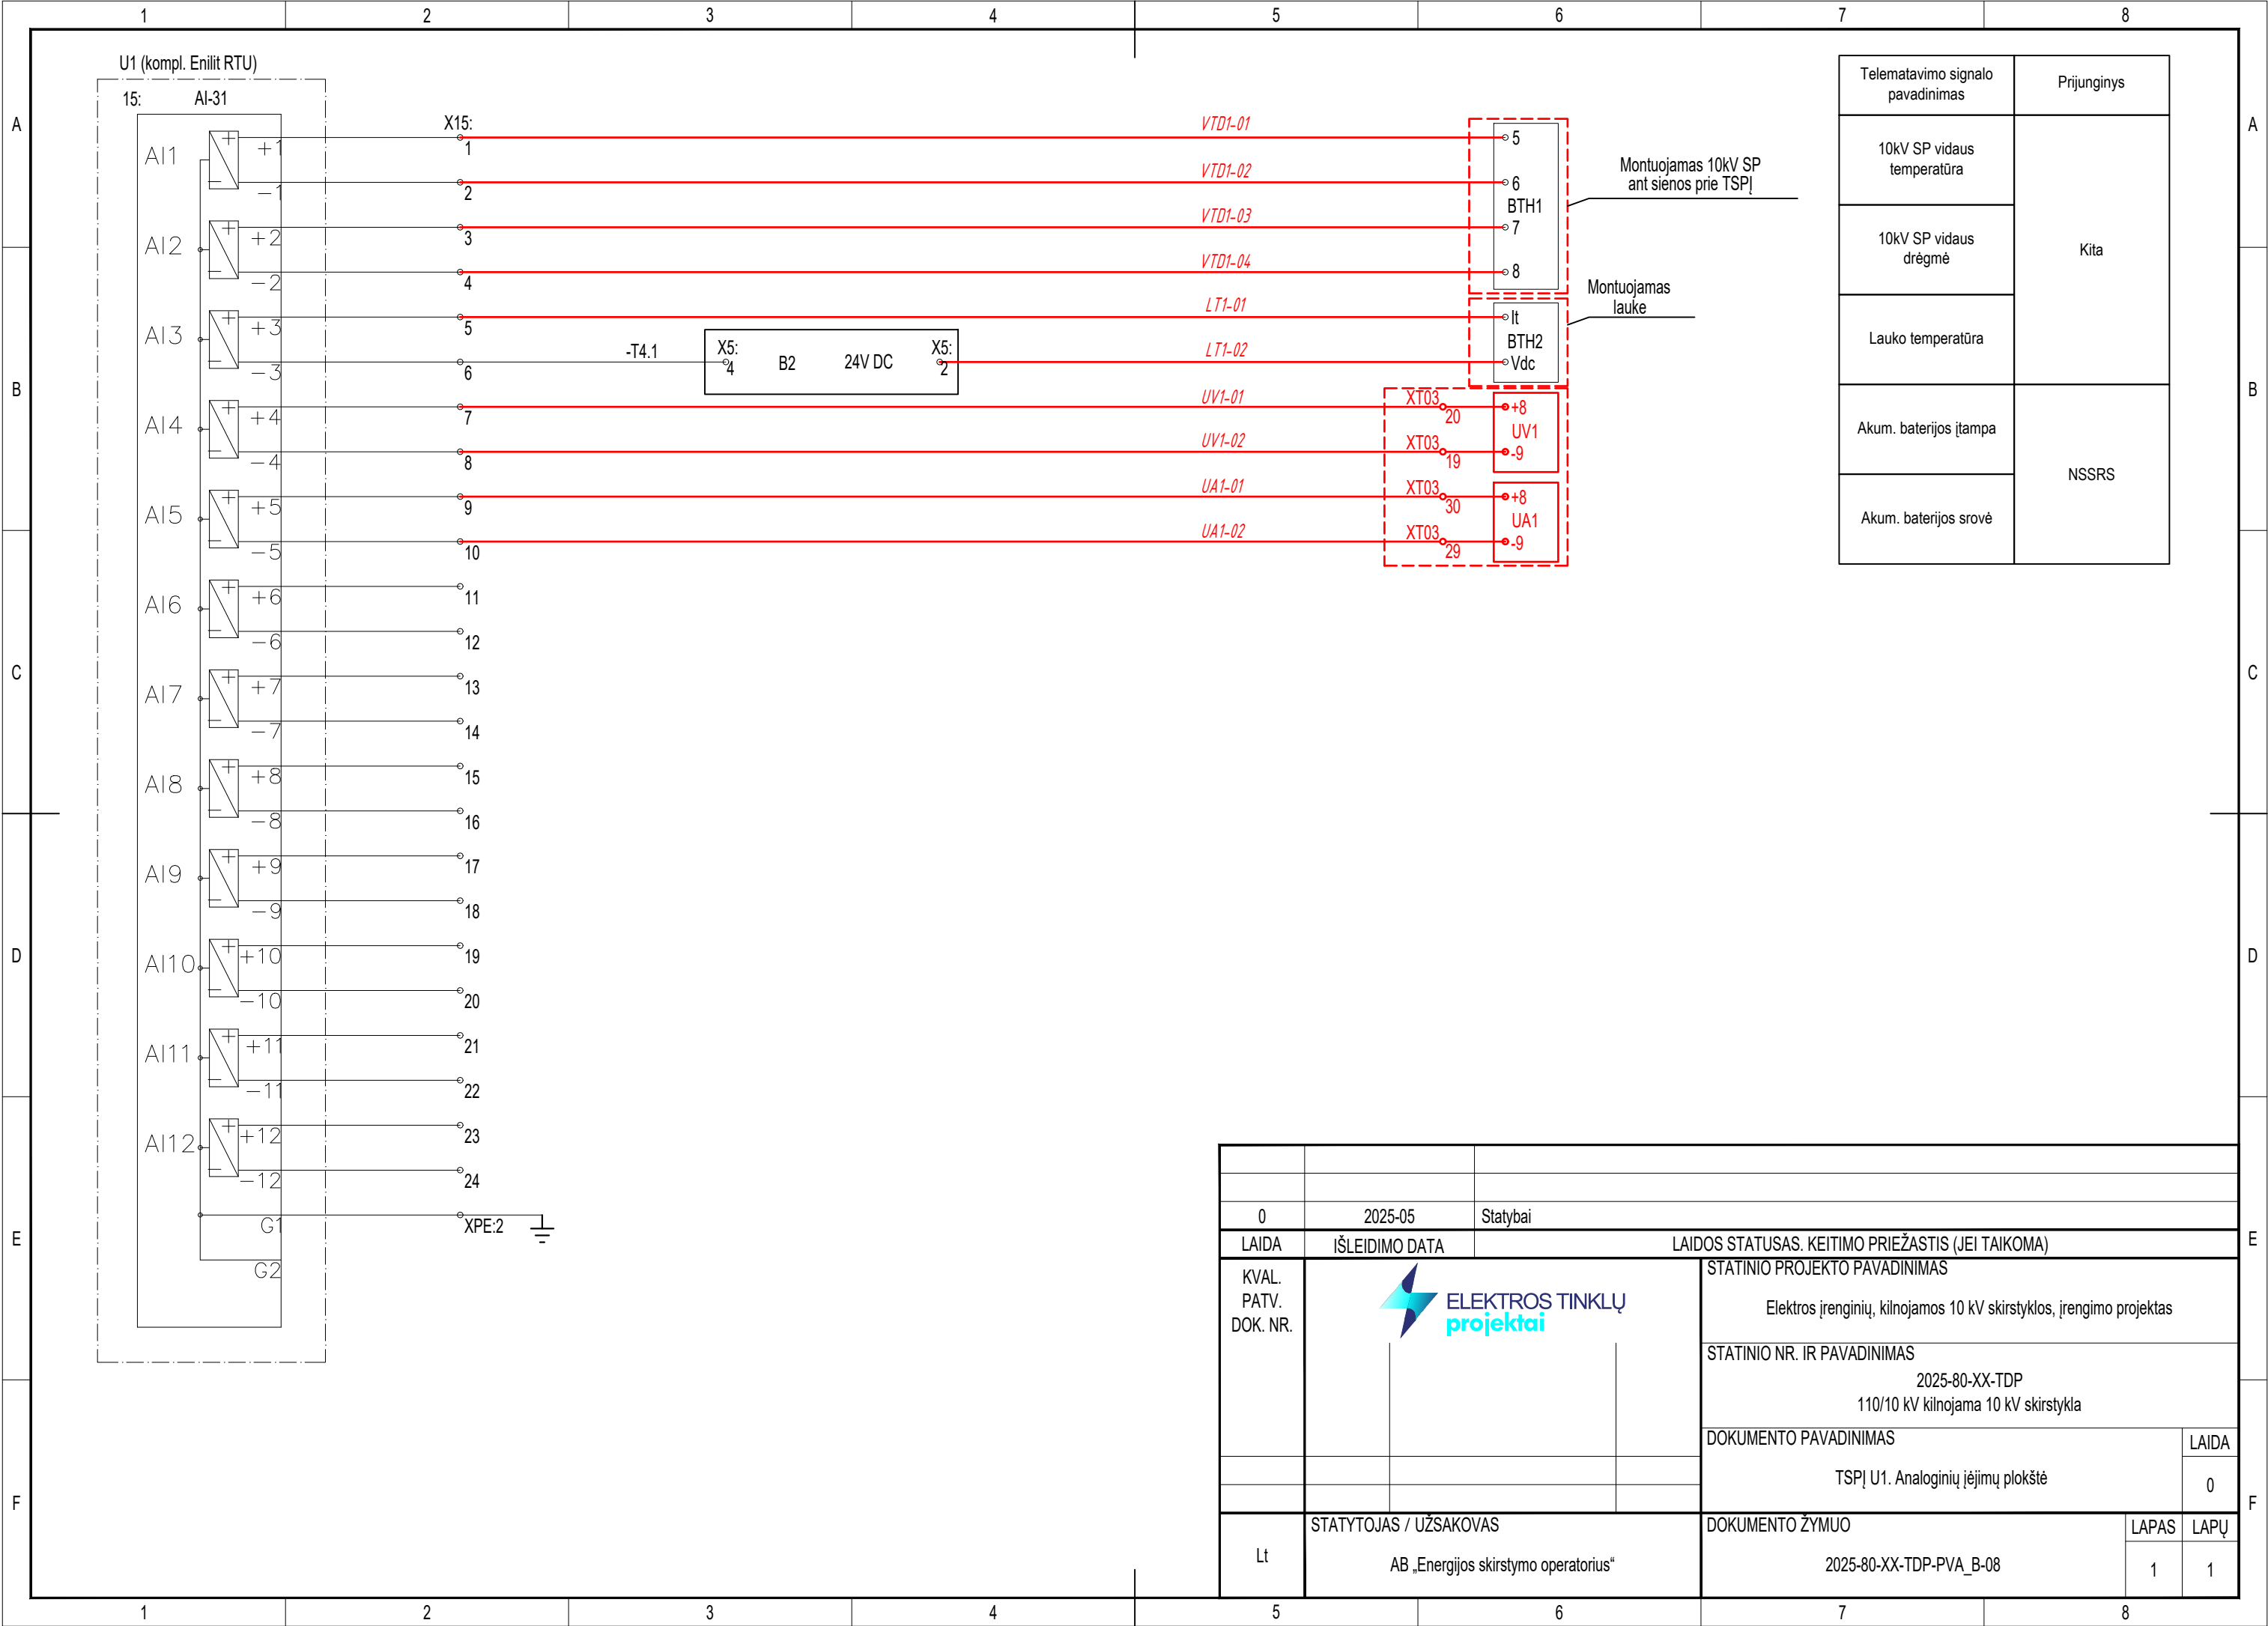 1 2 3 4 5 6 7 8
A
B
C
D
E
F
U1 (kompl. Enilit RTU)
15: AI-31
X15:
AI1 +1 1
-1 2
AI2 +2 3
-2 4
AI3 +3 5
-3 6
AI4 +4 7
-4 8
AI5 +5 9
-5 10
AI6 +6 11
-6 12
AI7 +7 13
-7 14
AI8 +8 15
-8 16
AI9 +9 17
-9 18
AI10 +10 19
-10 20
AI11 +11 21
-11 22
AI12 +12 23
-12 24
G1 XPE:2
G2
-T4.1
X5: X5:
4 B2 24V DC 2
VTD1-01
VTD1-02
VTD1-03
VTD1-04
LT1-01
LT1-02
UV1-01
UV1-02
UA1-01
UA1-02
5
6
BTH1
7
8
It
BTH2
Vdc
XT03 20 +8
UV1
XT03 19 -9
XT03 30 +8
UA1
XT03 29 -9
Montuojamas 10kV SP
ant sienos prie TSPĮ
Montuojamas
lauke
Telematavimo signalo
pavadinimas
Prijunginys
10kV SP vidaus
temperatūra
10kV SP vidaus
drėgmė
Kita
Lauko temperatūra
Akum. baterijos įtampa
NSSRS
Akum. baterijos srovė
0 2025-05 Statybai
LAIDA IŠLEIDIMO DATA LAIDOS STATUSAS. KEITIMO PRIEŽASTIS (JEI TAIKOMA)
KVAL.
PATV.
DOK. NR.
ELEKTROS TINKLŲ
projektai
STATINIO PROJEKTO PAVADINIMAS
Elektros įrenginių, kilnojamos 10 kV skirstyklos, įrengimo projektas
STATINIO NR. IR PAVADINIMAS
2025-80-XX-TDP
110/10 kV kilnojama 10 kV skirstykla
DOKUMENTO PAVADINIMAS LAIDA
TSPĮ U1. Analoginių įėjimų plokštė 0
Lt
STATYTOJAS / UŽSAKOVAS
AB „Energijos skirstymo operatorius“
DOKUMENTO ŽYMUO LAPAS LAPŲ
2025-80-XX-TDP-PVA_B-08 1 1
A
B
C
D
E
F
1 2 3 4 5 6 7 8